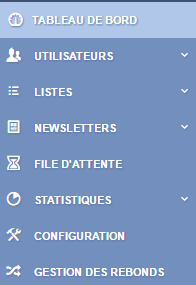 TABLEAU DE BORD
UTILISATEURS
LISTES
NEWSLETTERS
FILE D'ATTENTE
STATISTIQUES
CONFIGURATION
GESTION DES REBONDS